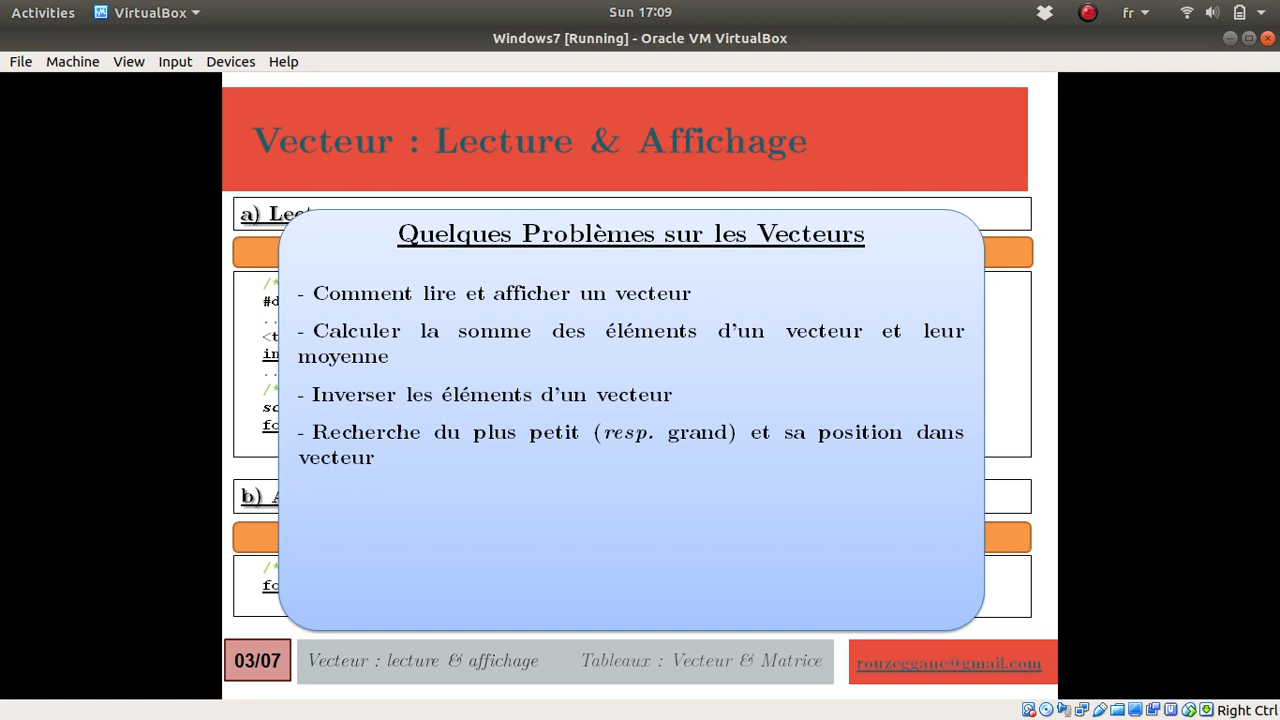 Activities VirtualBox Sun 17:09 fr
Windows7 [Running] - Oracle VM VirtualBox
File Machine View Input Devices Help
Vecteur : Lecture & Affichage
a)
Quelques Problèmes sur les Vecteurs
- Comment lire et afficher un vecteur
- Calculer la somme des éléments d'un vecteur et leur
moyenne
- Inverser les éléments d'un vecteur
- Recherche du plus petit (resp. grand) et sa position dans
vecteur
b)
03/07 Vecteur : lecture & affichage Tableaux : Vecteur & Matrice rouzeggane@gmail.com
Right Ctrl